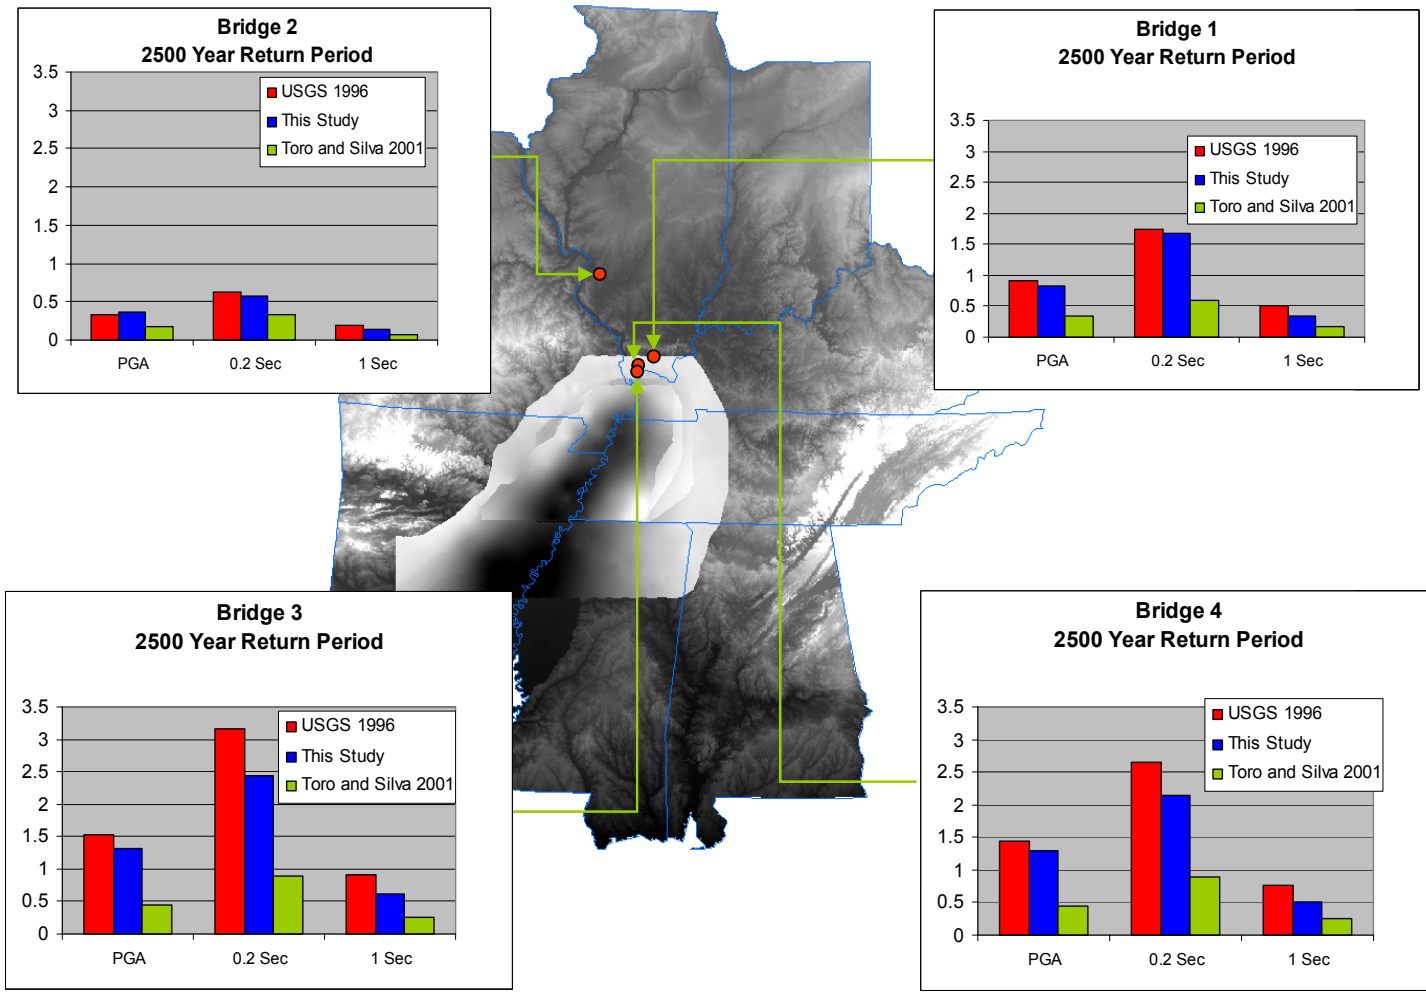 Bridge 2
2500 Year Return Period
3.5
3
2.5
2
1.5
1
0.5
0
USGS 1996
This Study
Toro and Silva 2001
PGA
0.2 Sec
1 Sec
Bridge 1
2500 Year Return Period
3.5
3
2.5
2
1.5
1
0.5
0
USGS 1996
This Study
Toro and Silva 2001
PGA
0.2 Sec
1 Sec
Bridge 3
2500 Year Return Period
3.5
3
2.5
2
1.5
1
0.5
0
USGS 1996
This Study
Toro and Silva 2001
PGA
0.2 Sec
1 Sec
Bridge 4
2500 Year Return Period
3.5
3
2.5
2
1.5
1
0.5
0
USGS 1996
This Study
Toro and Silva 2001
PGA
0.2 Sec
1 Sec